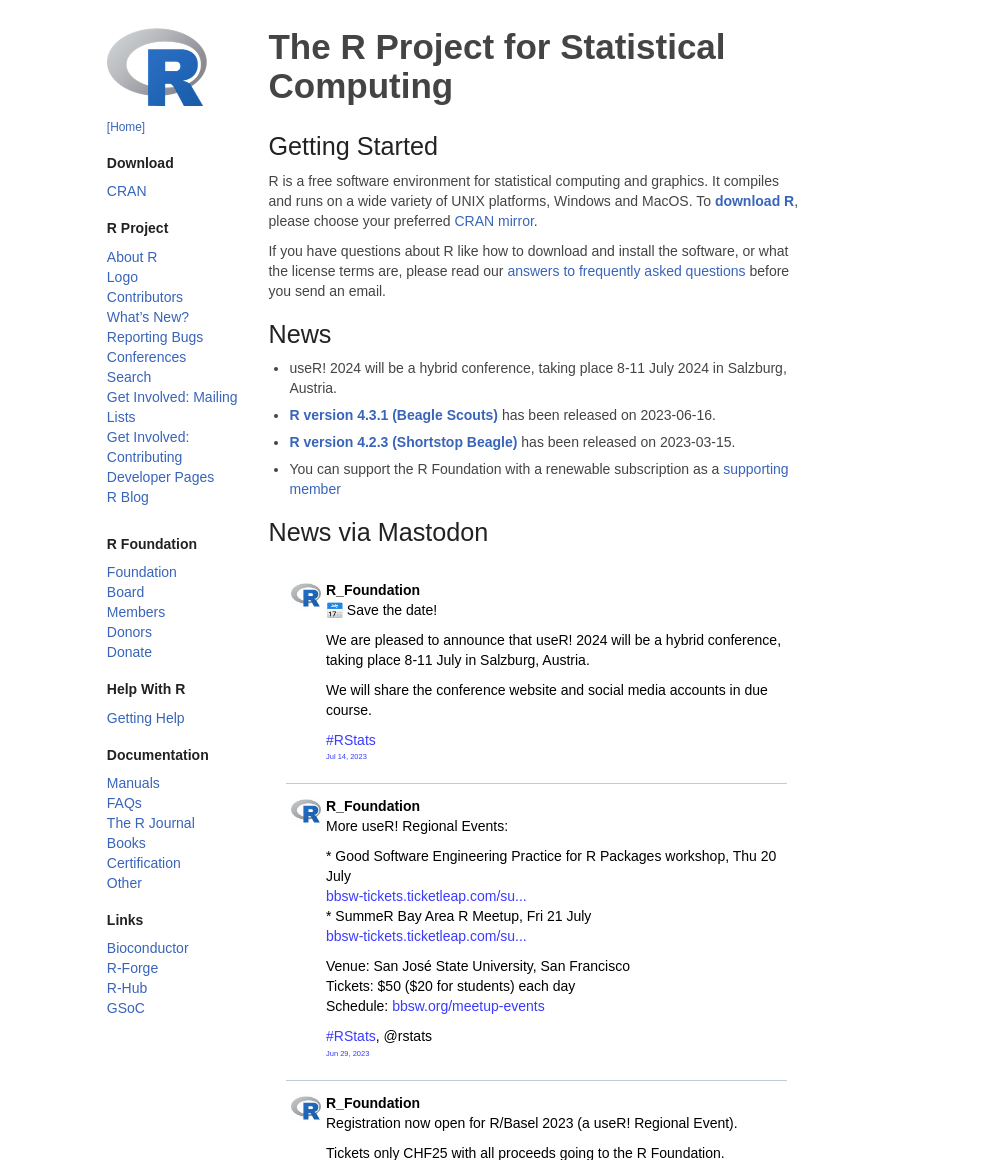 R
[Home]
Download
CRAN
R Project
About R
Logo
Contributors
What’s New?
Reporting Bugs
Conferences
Search
Get Involved: Mailing
Lists
Get Involved:
Contributing
Developer Pages
R Blog
R Foundation
Foundation
Board
Members
Donors
Donate
Help With R
Getting Help
Documentation
Manuals
FAQs
The R Journal
Books
Certification
Other
Links
Bioconductor
R-Forge
R-Hub
GSoC
The R Project for Statistical
Computing
Getting Started
R is a free software environment for statistical computing and graphics. It compiles
and runs on a wide variety of UNIX platforms, Windows and MacOS. To download R,
please choose your preferred CRAN mirror.
If you have questions about R like how to download and install the software, or what
the license terms are, please read our answers to frequently asked questions before
you send an email.
News
• useR! 2024 will be a hybrid conference, taking place 8-11 July 2024 in Salzburg,
Austria.
• R version 4.3.1 (Beagle Scouts) has been released on 2023-06-16.
• R version 4.2.3 (Shortstop Beagle) has been released on 2023-03-15.
• You can support the R Foundation with a renewable subscription as a supporting
member
News via Mastodon
R_Foundation
📅 Save the date!
We are pleased to announce that useR! 2024 will be a hybrid conference,
taking place 8-11 July in Salzburg, Austria.
We will share the conference website and social media accounts in due
course.
#RStats
Jul 14, 2023
R_Foundation
More useR! Regional Events:
* Good Software Engineering Practice for R Packages workshop, Thu 20
July
bbsw-tickets.ticketleap.com/su...
* SummeR Bay Area R Meetup, Fri 21 July
bbsw-tickets.ticketleap.com/su...
Venue: San José State University, San Francisco
Tickets: $50 ($20 for students) each day
Schedule: bbsw.org/meetup-events
#RStats, @rstats
Jun 29, 2023
R_Foundation
Registration now open for R/Basel 2023 (a useR! Regional Event).
Tickets only CHF25 with all proceeds going to the R Foundation.